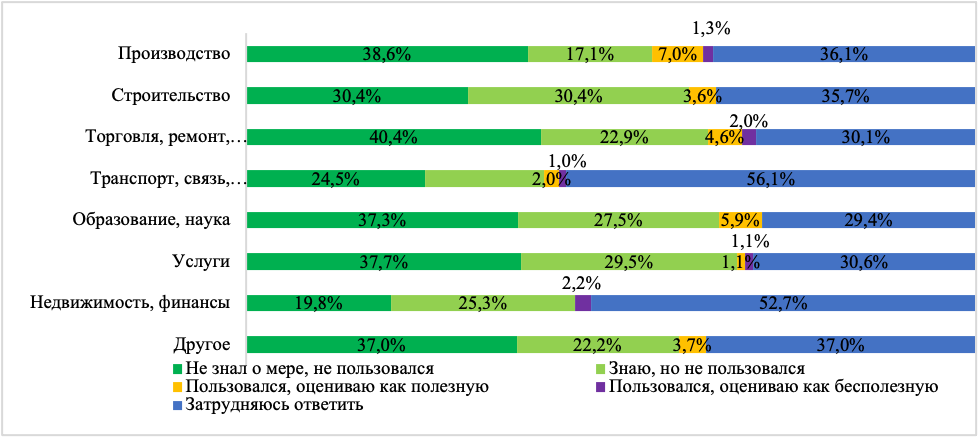 1,3%
Производство 38,6% 17,1% 7,0% 36,1%
Строительство 30,4% 30,4% 3,6% 35,7%
2,0%
Торговля, ремонт,… 40,4% 22,9% 4,6% 30,1%
1,0%
Транспорт, связь,… 24,5% 2,0% 56,1%
Образование, наука 37,3% 27,5% 5,9% 29,4%
1,1%
Услуги 37,7% 29,5% 1,1% 30,6%
2,2%
Недвижимость, финансы 19,8% 25,3% 52,7%
Другое 37,0% 22,2% 3,7% 37,0%
Не знал о мере, не пользовался Знаю, но не пользовался
Пользовался, оцениваю как полезную Пользовался, оцениваю как бесполезную
Затрудняюсь ответить